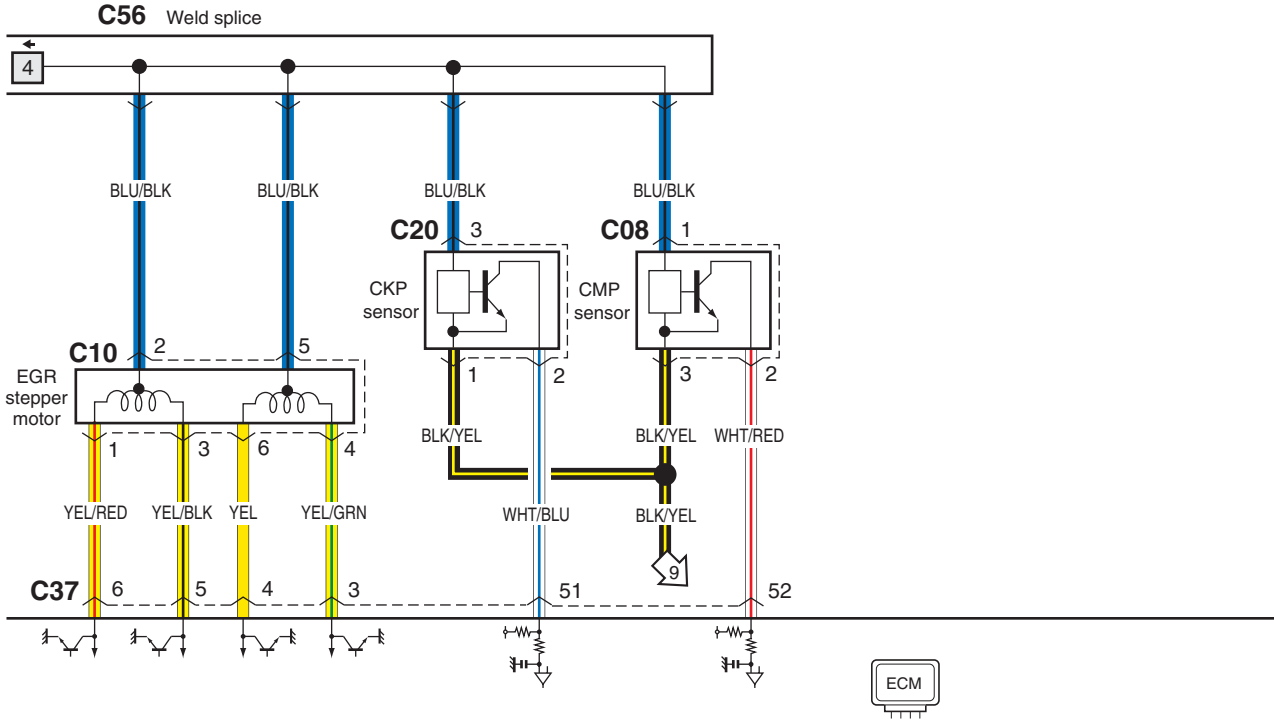 C56 Weld splice
4
BLU/BLK BLU/BLK BLU/BLK BLU/BLK
C20 3 C08 1
CKP
sensor
CMP
sensor
C10 2 5
EGR
stepper
motor
1 2 3 2
1 3 6 4
BLK/YEL BLK/YEL WHT/RED
YEL/RED YEL/BLK YEL YEL/GRN WHT/BLU BLK/YEL
9
C37 6 5 4 3 51 52
ECM